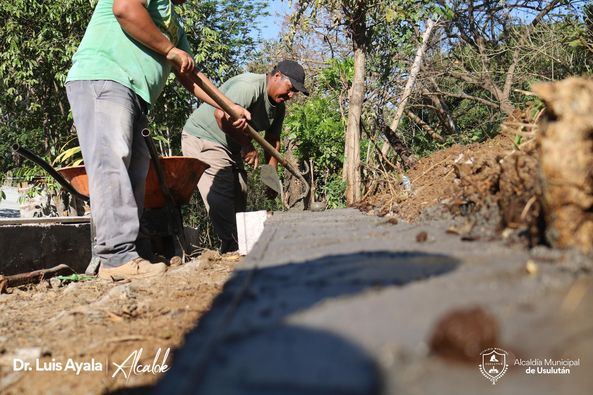 Dr. Luis Ayala Alcalde
Alcaldía Municipal
de Usulután